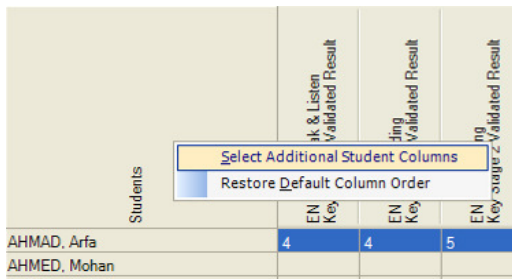 Students
ak & Listen
Validated Result
EN
Key
ding
Validated Result
EN
Key
ng
EN
Key Stage 2 Validated Result
Select Additional Student Columns
Restore Default Column Order
AHMAD, Arfa 4 4 5
AHMED, Mohan